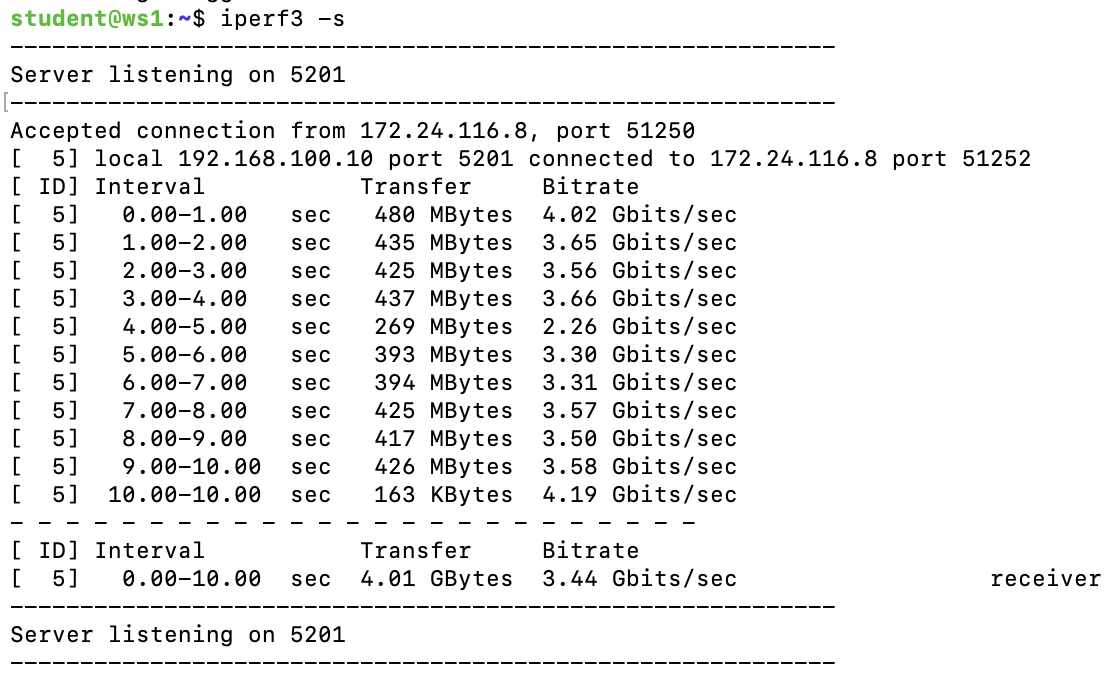 student@ws1:~$ iperf3 -s
-----------------------------------------------------------
Server listening on 5201
[-----------------------------------------------------------
Accepted connection from 172.24.116.8, port 51250
[  5] local 192.168.100.10 port 5201 connected to 172.24.116.8 port 51252
[ ID] Interval           Transfer     Bitrate
[  5]   0.00-1.00   sec   480 MBytes  4.02 Gbits/sec
[  5]   1.00-2.00   sec   435 MBytes  3.65 Gbits/sec
[  5]   2.00-3.00   sec   425 MBytes  3.56 Gbits/sec
[  5]   3.00-4.00   sec   437 MBytes  3.66 Gbits/sec
[  5]   4.00-5.00   sec   269 MBytes  2.26 Gbits/sec
[  5]   5.00-6.00   sec   393 MBytes  3.30 Gbits/sec
[  5]   6.00-7.00   sec   394 MBytes  3.31 Gbits/sec
[  5]   7.00-8.00   sec   425 MBytes  3.57 Gbits/sec
[  5]   8.00-9.00   sec   417 MBytes  3.50 Gbits/sec
[  5]   9.00-10.00  sec   426 MBytes  3.58 Gbits/sec
[  5]  10.00-10.00  sec   163 KBytes  4.19 Gbits/sec
- - - - - - - - - - - - - - - - - - - - - - - - -
[ ID] Interval           Transfer     Bitrate
[  5]   0.00-10.00  sec  4.01 GBytes  3.44 Gbits/sec                  receiver
-----------------------------------------------------------
Server listening on 5201
-----------------------------------------------------------